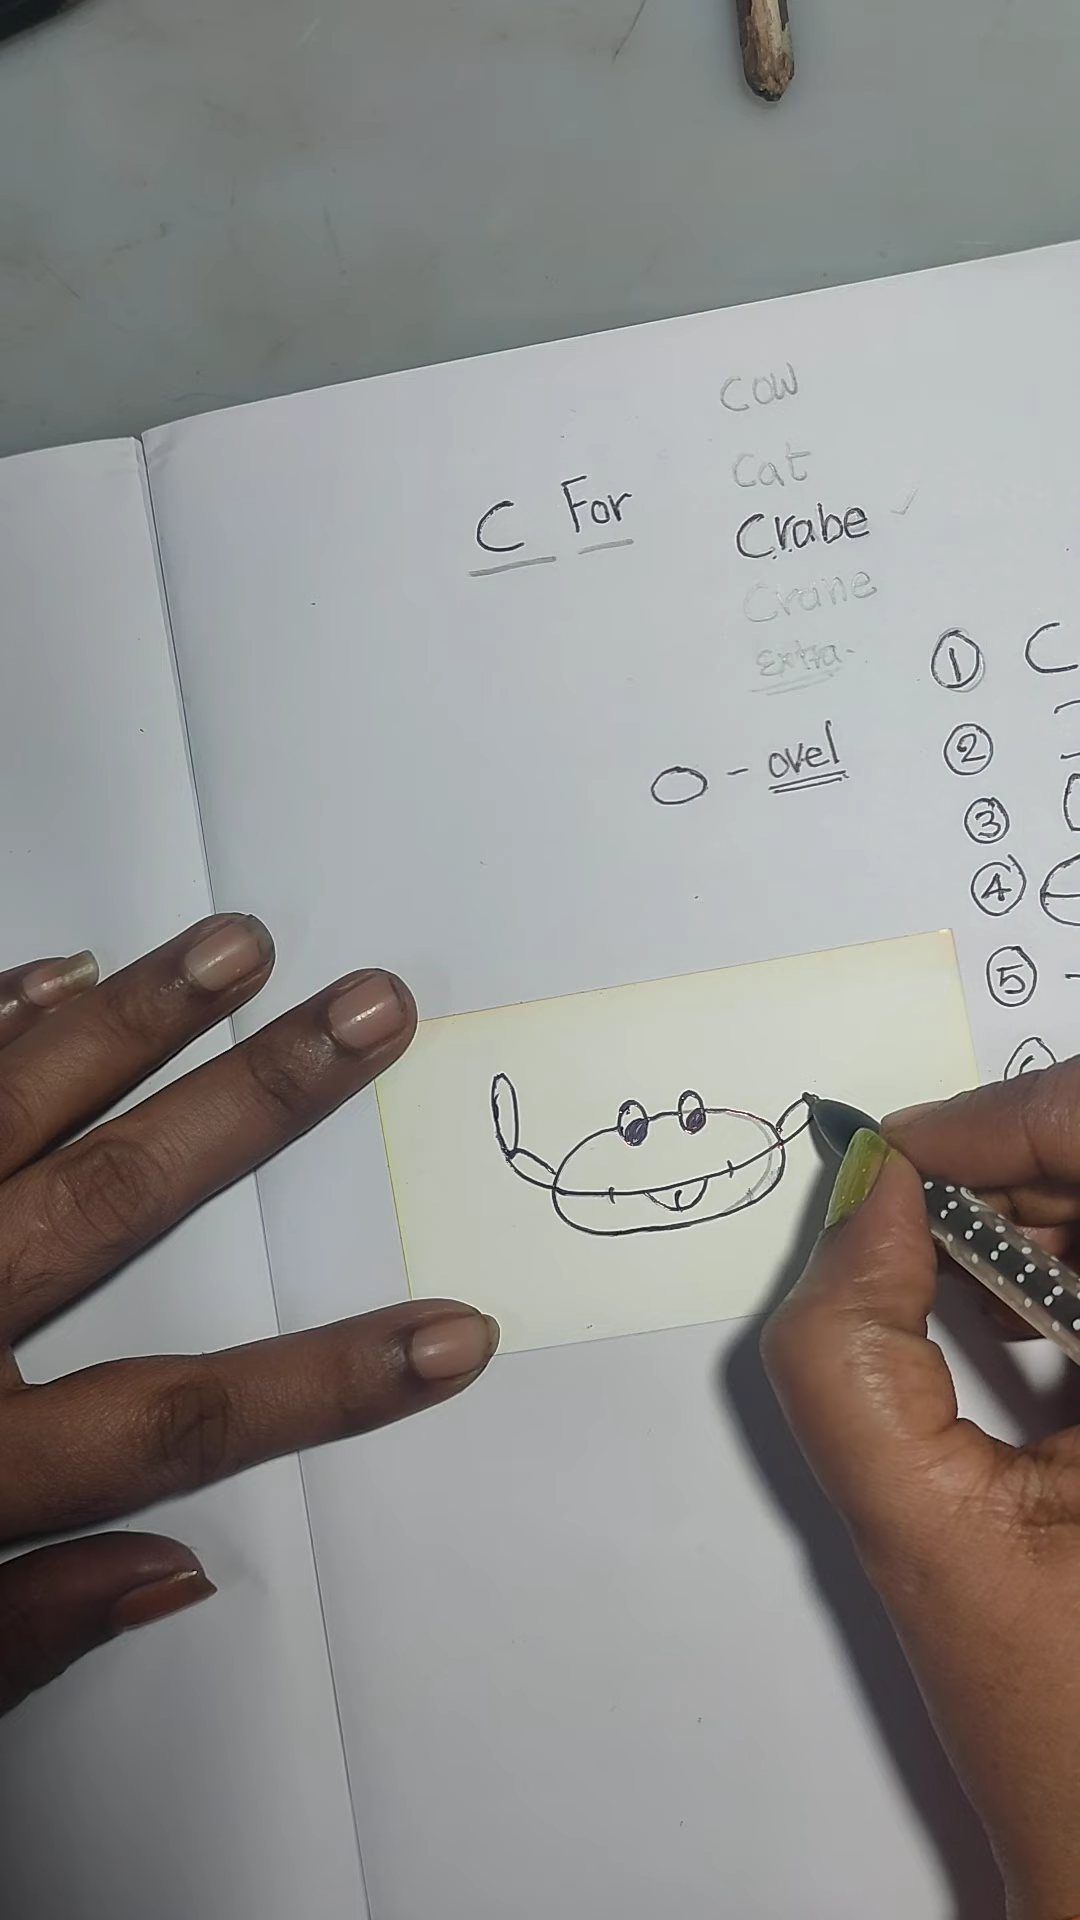 Cow
Cat
C For Crabe
Crane
Extra.
O - ovel
① C
②
③
④
⑤ -